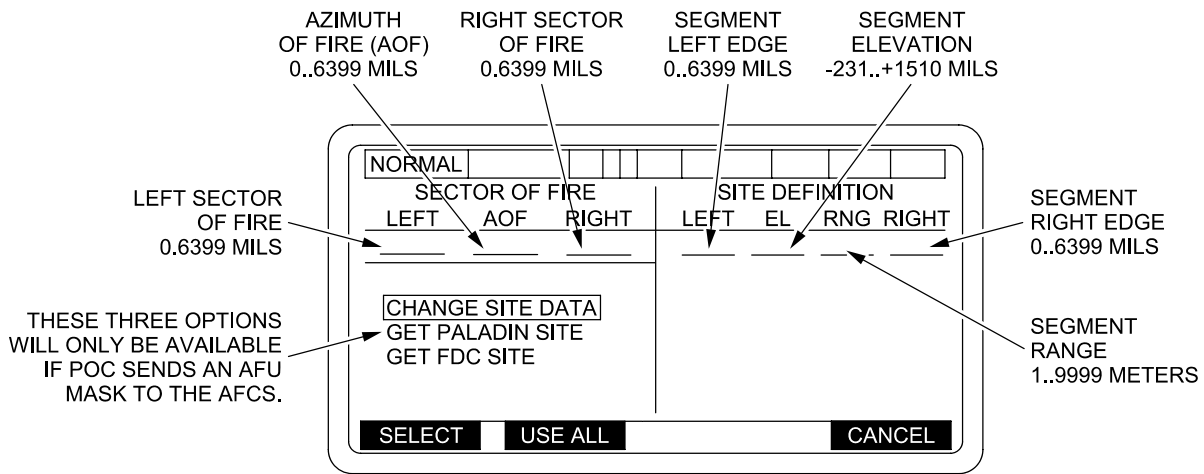 AZIMUTH
OF FIRE (AOF)
0..6399 MILS
RIGHT SECTOR
OF FIRE
0.6399 MILS
SEGMENT
LEFT EDGE
0..6399 MILS
SEGMENT
ELEVATION
-231..+1510 MILS
LEFT SECTOR
OF FIRE
0.6399 MILS
NORMAL
SECTOR OF FIRE
SITE DEFINITION
LEFT AOF RIGHT
LEFT EL RNG RIGHT
SEGMENT
RIGHT EDGE
0..6399 MILS
THESE THREE OPTIONS
WILL ONLY BE AVAILABLE
IF POC SENDS AN AFU
MASK TO THE AFCS.
CHANGE SITE DATA
GET PALADIN SITE
GET FDC SITE
SEGMENT
RANGE
1..9999 METERS
SELECT USE ALL CANCEL